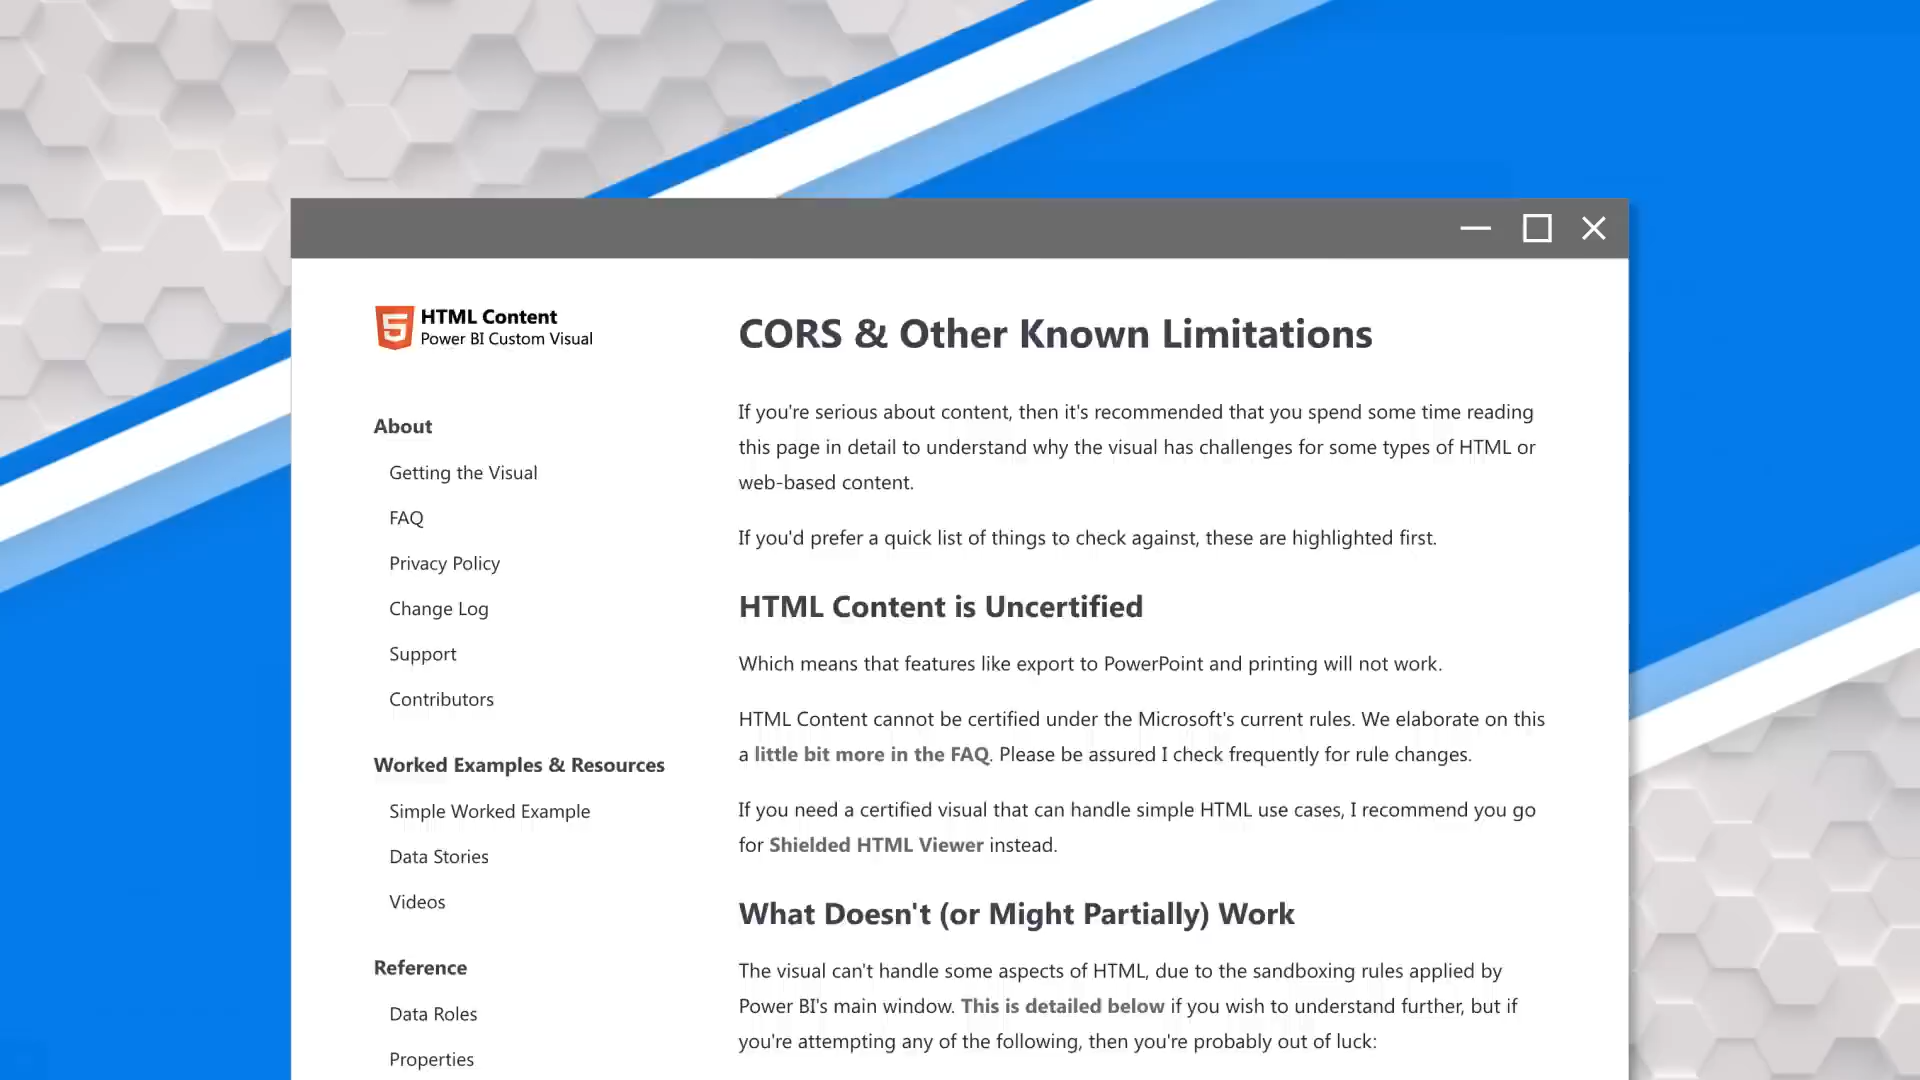 HTML Content
Power BI Custom Visual
About
Getting the Visual
FAQ
Privacy Policy
Change Log
Support
Contributors
Worked Examples & Resources
Simple Worked Example
Data Stories
Videos
Reference
Data Roles
Properties
CORS & Other Known Limitations
If you're serious about content, then it's recommended that you spend some time reading
this page in detail to understand why the visual has challenges for some types of HTML or
web-based content.
If you'd prefer a quick list of things to check against, these are highlighted first.
HTML Content is Uncertified
Which means that features like export to PowerPoint and printing will not work.
HTML Content cannot be certified under the Microsoft's current rules. We elaborate on this
a little bit more in the FAQ. Please be assured I check frequently for rule changes.
If you need a certified visual that can handle simple HTML use cases, I recommend you go
for Shielded HTML Viewer instead.
What Doesn't (or Might Partially) Work
The visual can't handle some aspects of HTML, due to the sandboxing rules applied by
Power BI's main window. This is detailed below if you wish to understand further, but if
you're attempting any of the following, then you're probably out of luck: